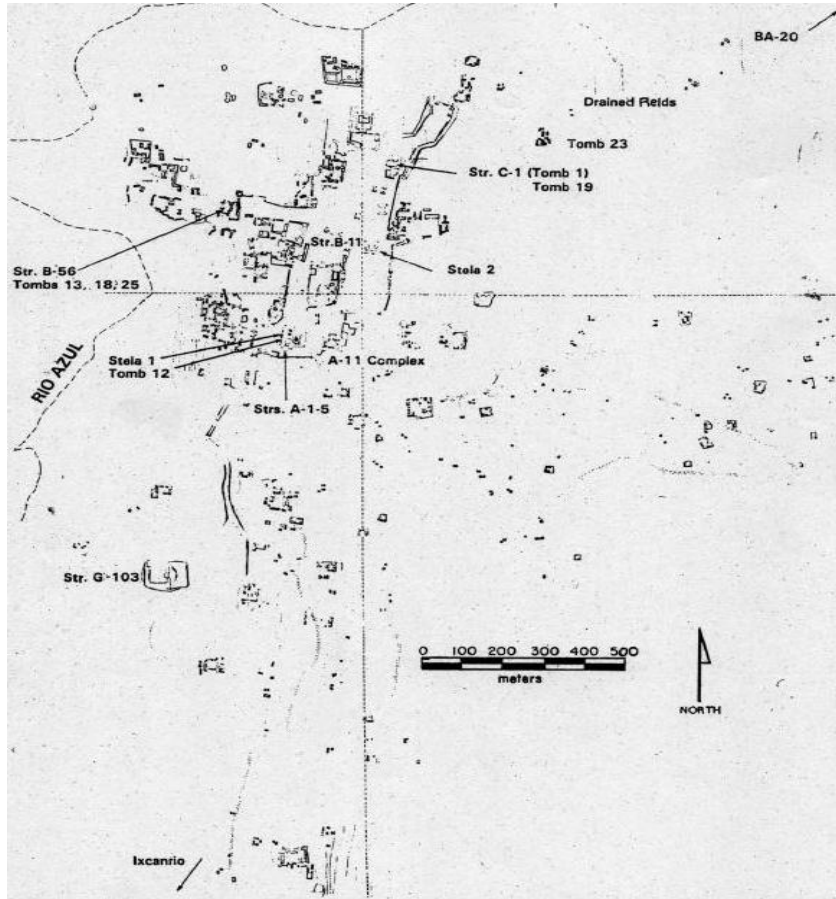 BA-20
Drained Fields
Tomb 23
Str. C-1 (Tomb 1)
Tomb 19
Str.B-11
Str. B-56
Tombs 13, 18, 25
Stela 2
Stela 1
Tomb 12
A-11 Complex
RIO AZUL
Strs. A-1-5
Str. G-103
0 100 200 300 400 500
meters
NORTH
Ixcanrio